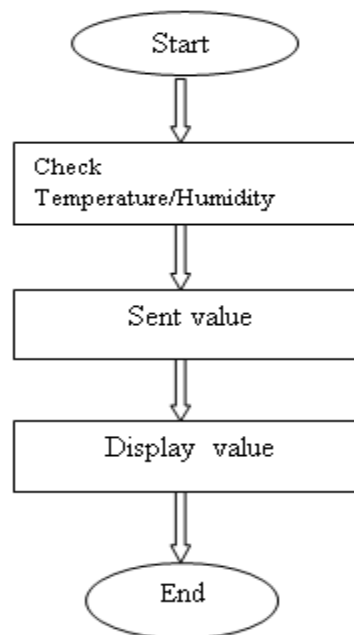 Start
Check
Temperature/Humidity
Sent value
Display value
End